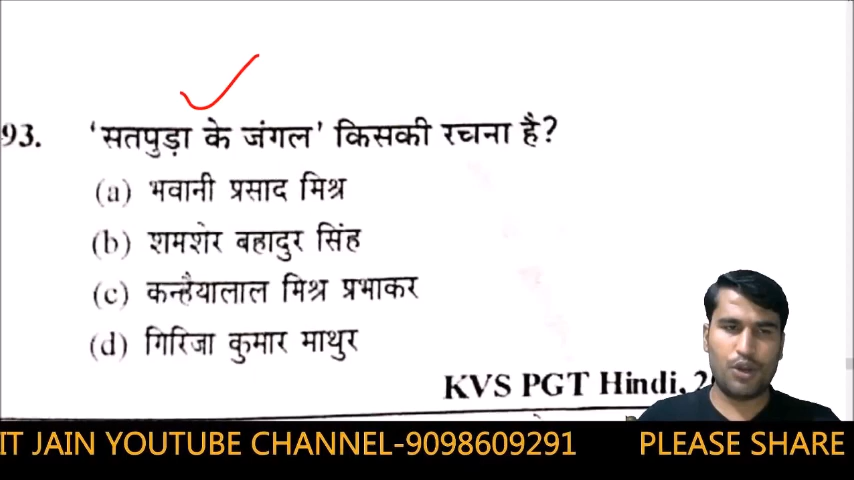 93. 'सतपुड़ा के जंगल' किसकी रचना है?
(a) भवानी प्रसाद मिश्र
(b) शमशेर बहादुर सिंह
(c) कन्हैयालाल मिश्र प्रभाकर
(d) गिरिजा कुमार माथुर
KVS PGT Hindi,
IT JAIN YOUTUBE CHANNEL-9098609291 PLEASE SHARE